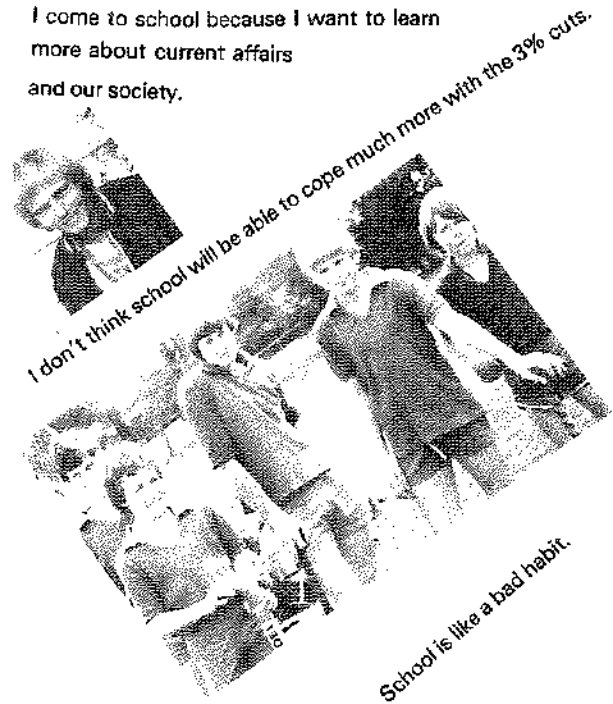 I come to school because I want to learn
more about current affairs
and our society.
I don't think school will be able to cope much more with the 3% cuts.
School is like a bad habit.